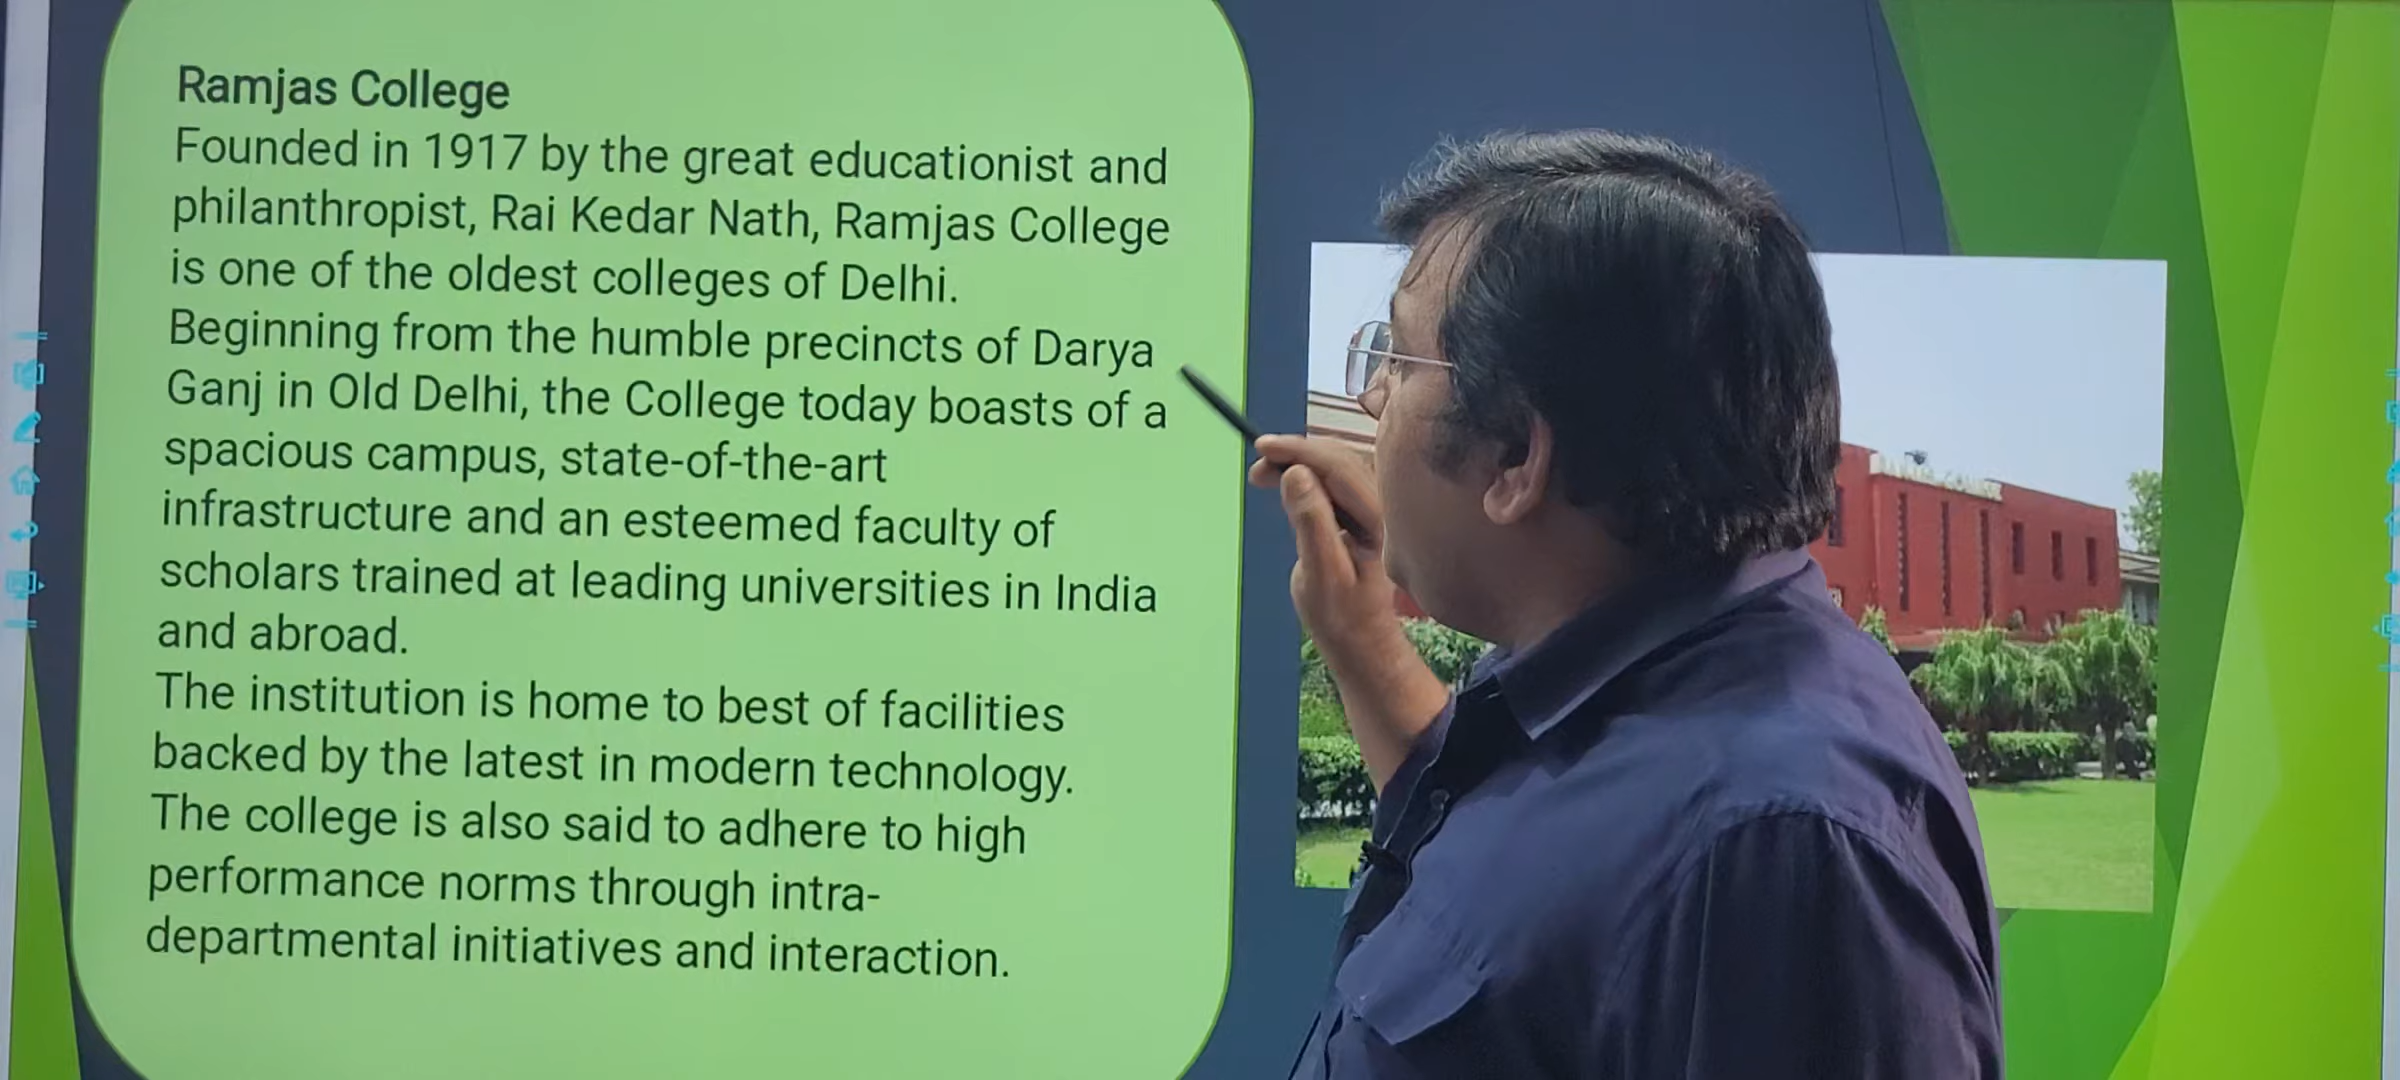 Ramjas College
Founded in 1917 by the great educationist and
philanthropist, Rai Kedar Nath, Ramjas College
is one of the oldest colleges of Delhi.
Beginning from the humble precincts of Darya
Ganj in Old Delhi, the College today boasts of a
spacious campus, state-of-the-art
infrastructure and an esteemed faculty of
scholars trained at leading universities in India
and abroad.
The institution is home to best of facilities
backed by the latest in modern technology.
The college is also said to adhere to high
performance norms through intra-
departmental initiatives and interaction.